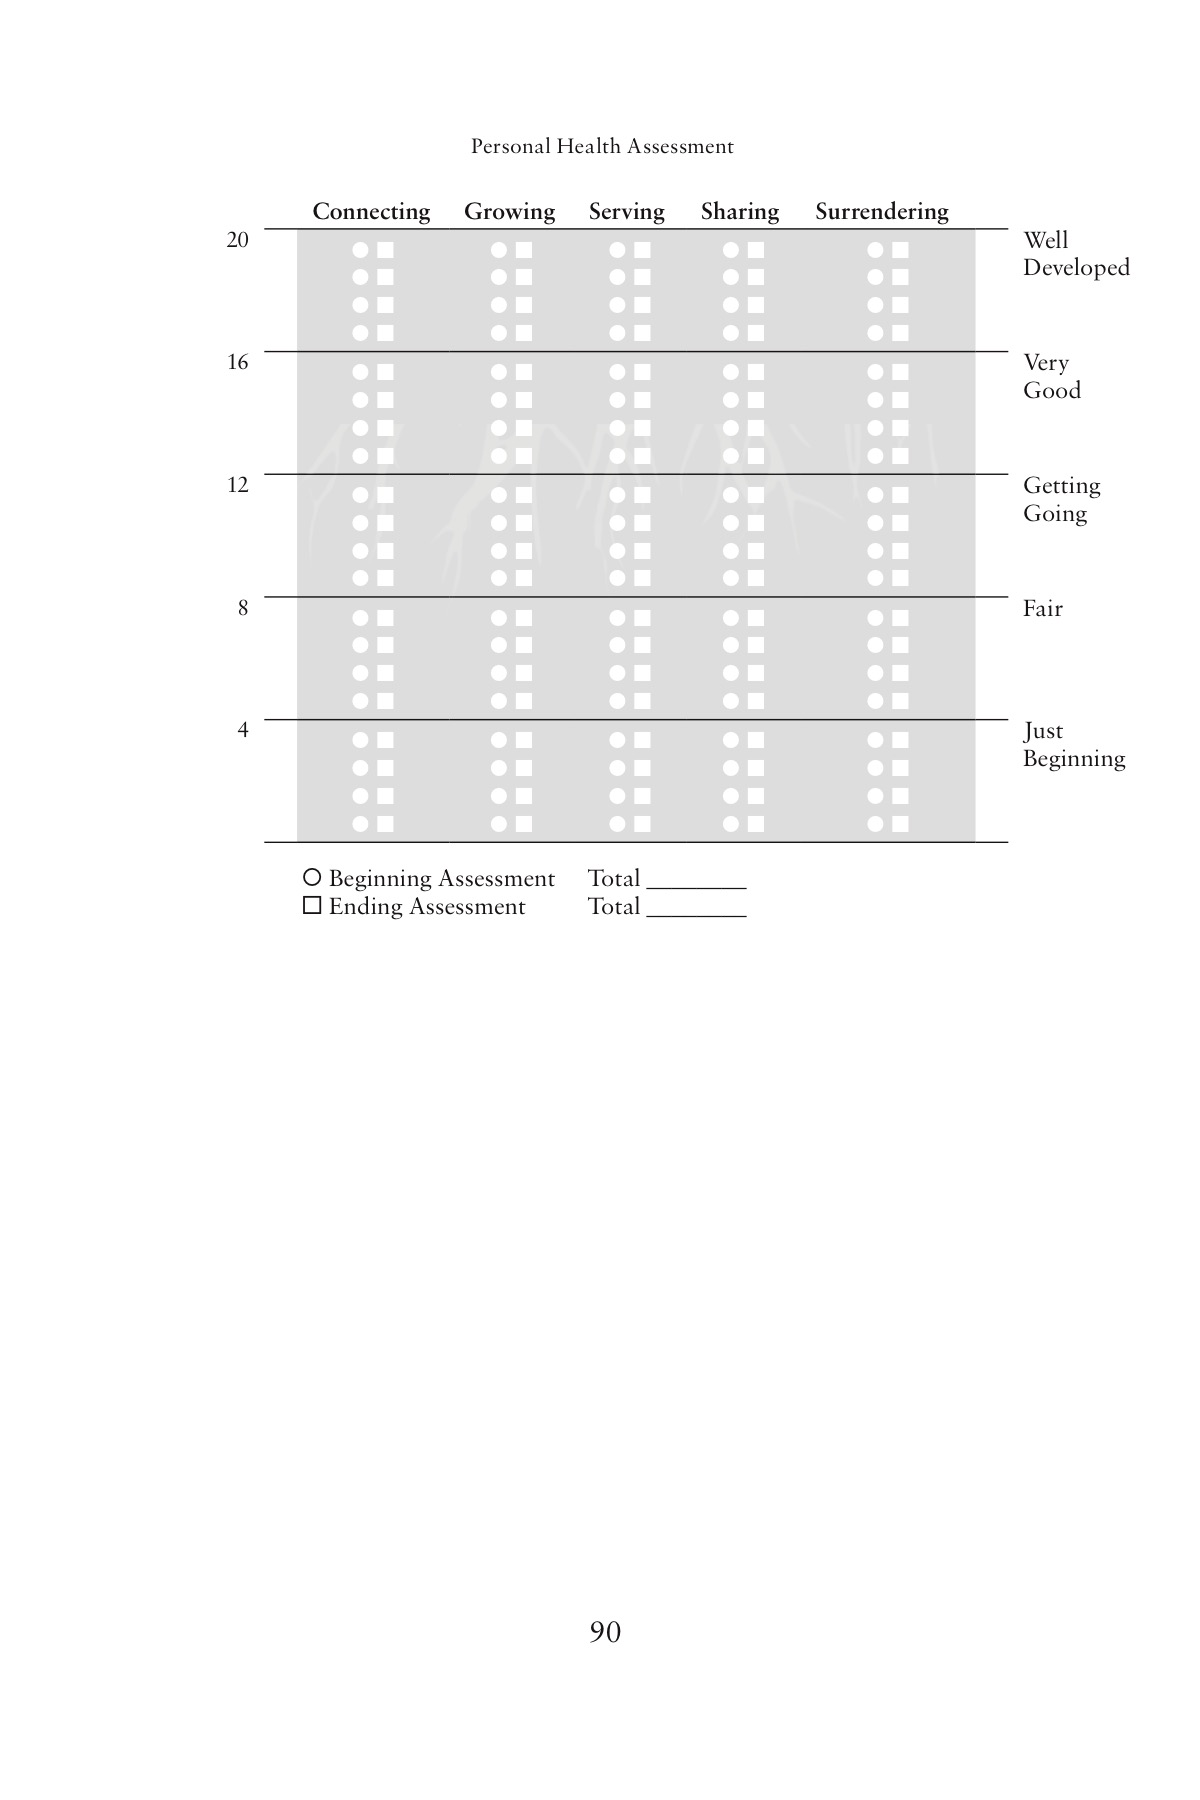 Personal Health Assessment
Connecting Growing Serving Sharing Surrendering
20 Well
Developed
16 Very
Good
12 Getting
Going
8 Fair
4 Just
Beginning
Beginning Assessment Total ________
Ending Assessment Total ________
90